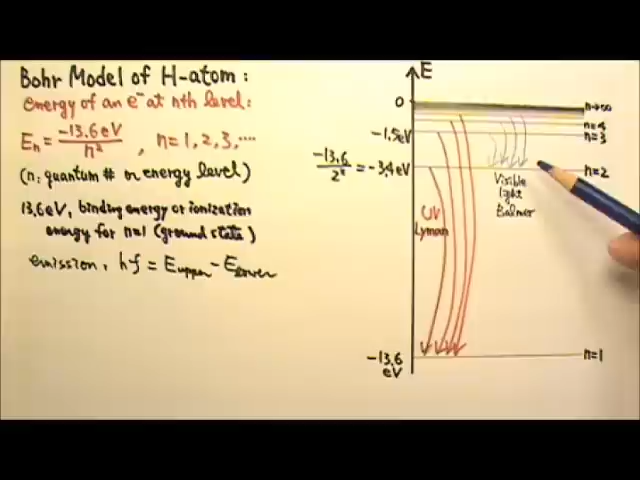 Bohr Model of H-atom:
energy of an e⁻ at nth level:
En = -13.6eV / n² , n=1, 2, 3, ....
(n: quantum # or energy level)
13.6eV, binding energy or ionization
energy for n=1 (ground state)
emission, hf = Eupper - Elower
E
0
n→∞
n=4
-1.5eV
n=3
-13.6 / 2² = -3.4eV
n=2
Visible
light
Balmer
UV
Lyman
-13.6
eV
n=1